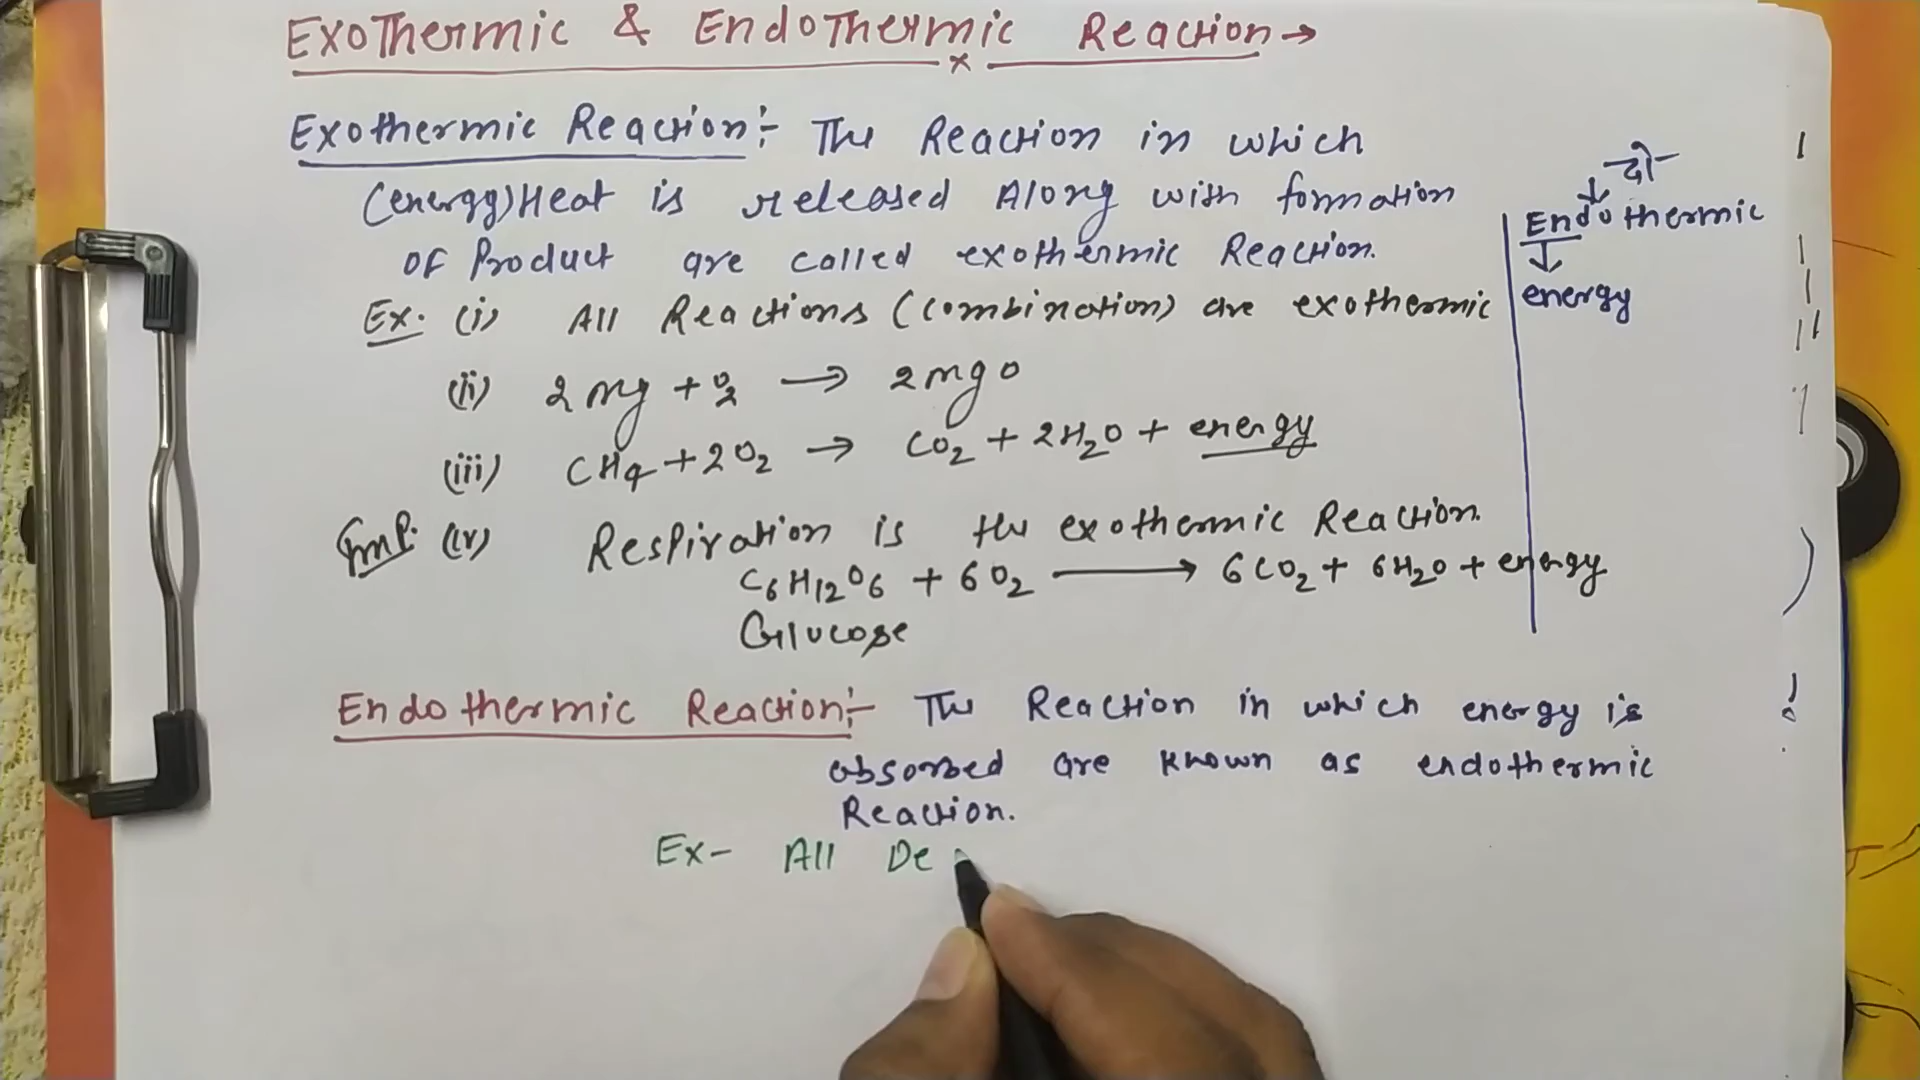 Exothermic & Endothermic Reaction→
Exothermic Reaction:- The Reaction in which
(energy) Heat is released Along with formation
of Product are called exothermic Reaction.
Ex. (i) All Reactions (combination) are exothermic
(ii) 2mg + O₂ → 2mgo
(iii) CH₄ + 2O₂ → CO₂ + 2H₂O + energy
Imp. (iv) Respiration is the exothermic Reaction.
C₆H₁₂O₆ + 6O₂ → 6CO₂ + 6H₂O + energy
Glucose
दो
Endothermic
energy
Endothermic Reaction:- The Reaction in which energy is
absorbed are known as endothermic
Reaction.
Ex- All De